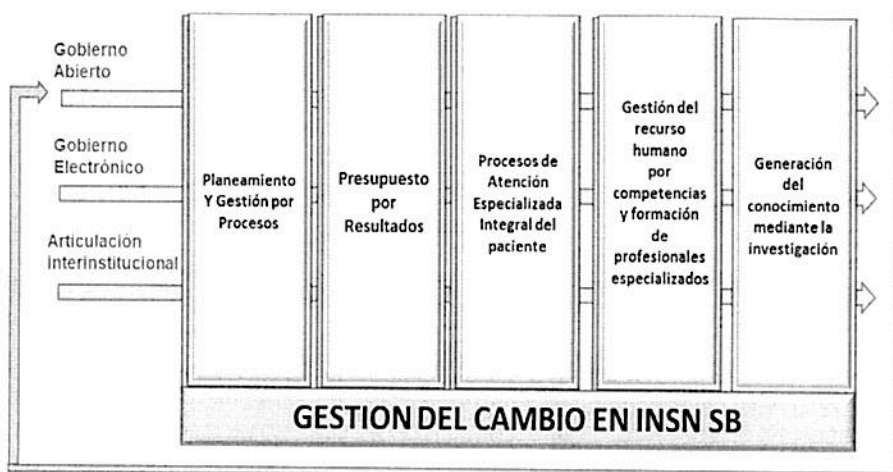 Gobierno
Abierto
Gobierno
Electrónico
Articulación
interinstitucional
Planeamiento
Y Gestión por
Procesos
Presupuesto
por
Resultados
Procesos de
Atención
Especializada
Integral del
paciente
Gestión del
recurso
humano
por
competencias
y formación
de
profesionales
especializados
Generación
del
conocimiento
mediante la
investigación
GESTION DEL CAMBIO EN INSN SB